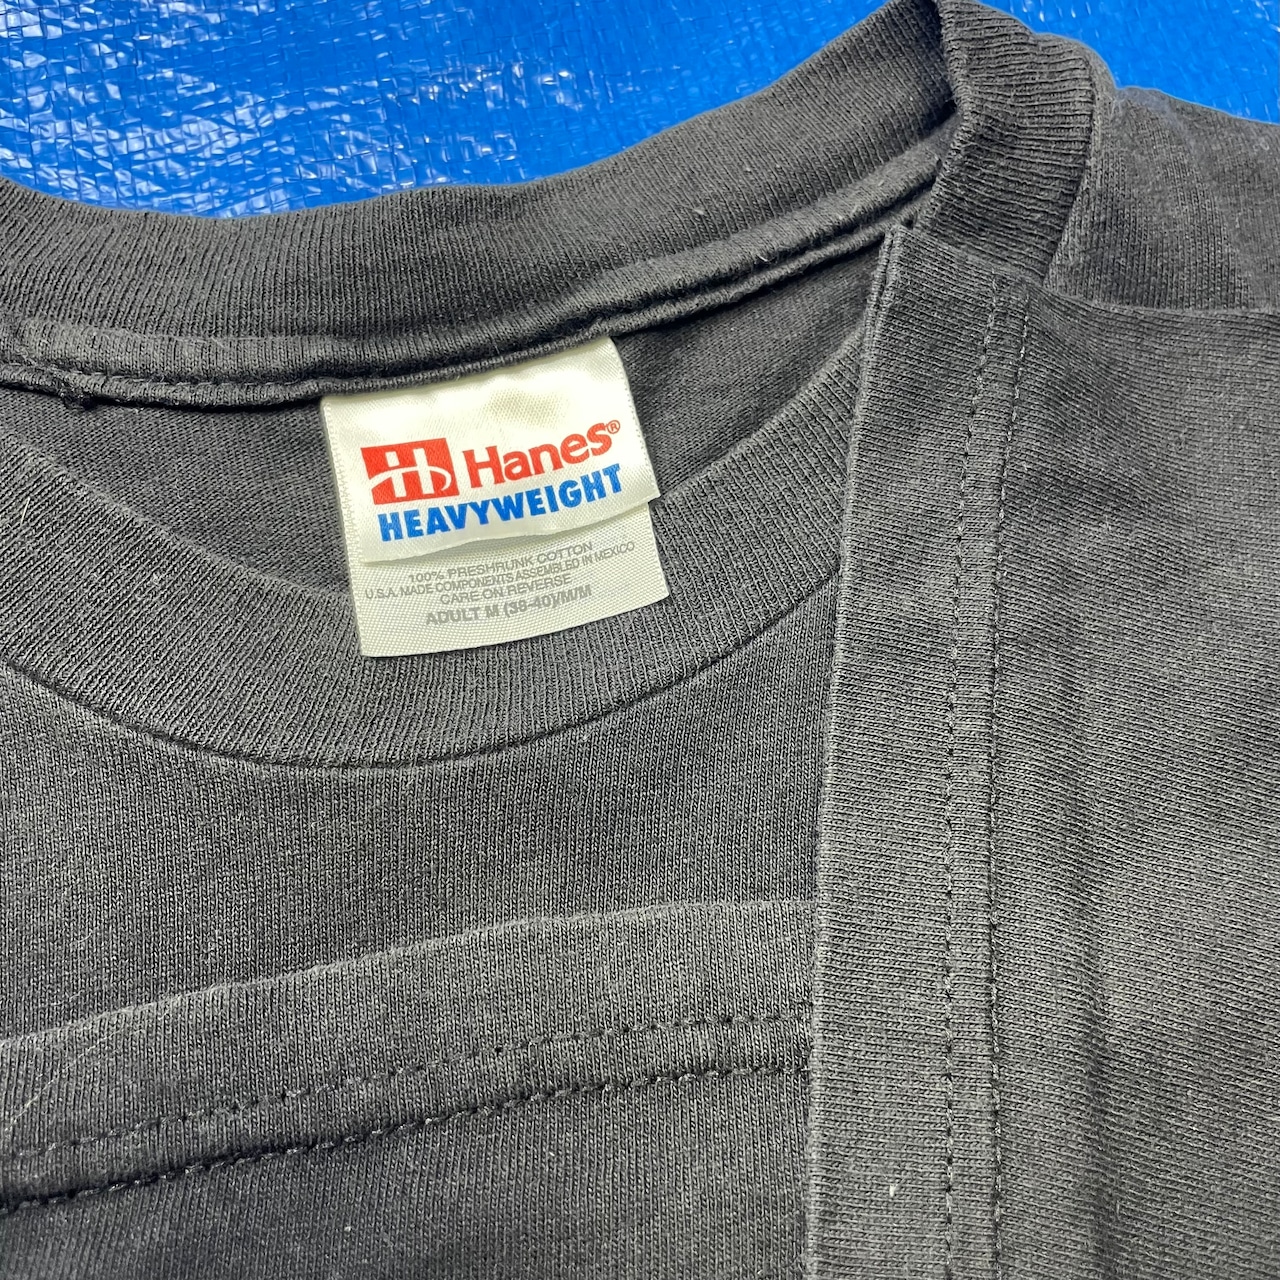 Hanes®
HEAVYWEIGHT
100% PRESHRUNK COTTON
U.S.A. MADE COMPONENTS ASSEMBLED IN MEXICO
CARE ON REVERSE
ADULT M (38-40)/M/M